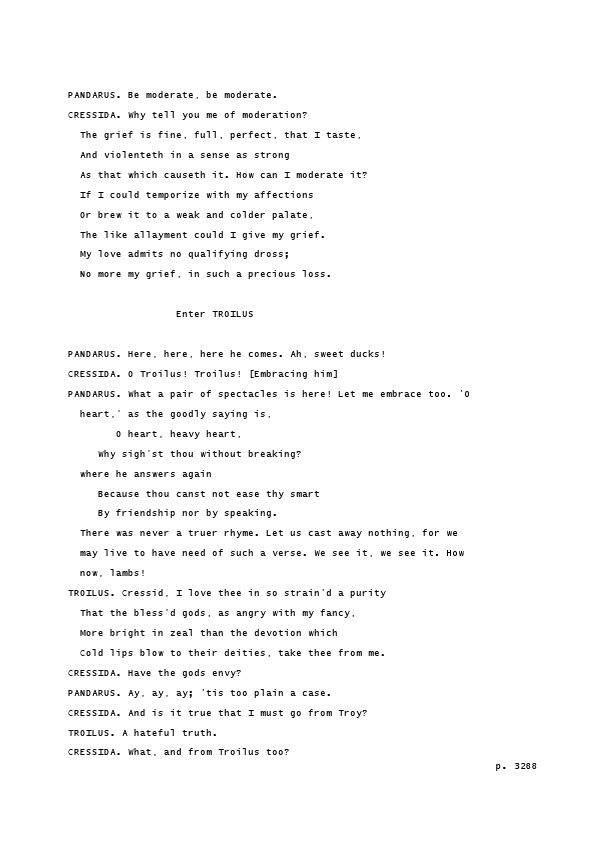 PANDARUS. Be moderate, be moderate.
CRESSIDA. Why tell you me of moderation?
The grief is fine, full, perfect, that I taste,
And violenteth in a sense as strong
As that which causeth it. How can I moderate it?
If I could temporize with my affections
Or brew it to a weak and colder palate,
The like allayment could I give my grief.
My love admits no qualifying dross;
No more my grief, in such a precious loss.
Enter TROILUS
PANDARUS. Here, here, here he comes. Ah, sweet ducks!
CRESSIDA. O Troilus! Troilus! [Embracing him]
PANDARUS. What a pair of spectacles is here! Let me embrace too. 'O
heart,' as the goodly saying is,
O heart, heavy heart,
Why sigh'st thou without breaking?
where he answers again
Because thou canst not ease thy smart
By friendship nor by speaking.
There was never a truer rhyme. Let us cast away nothing, for we
may live to have need of such a verse. We see it, we see it. How
now, lambs!
TROILUS. Cressid, I love thee in so strain'd a purity
That the bless'd gods, as angry with my fancy,
More bright in zeal than the devotion which
Cold lips blow to their deities, take thee from me.
CRESSIDA. Have the gods envy?
PANDARUS. Ay, ay, ay; 'tis too plain a case.
CRESSIDA. And is it true that I must go from Troy?
TROILUS. A hateful truth.
CRESSIDA. What, and from Troilus too?
p. 3288